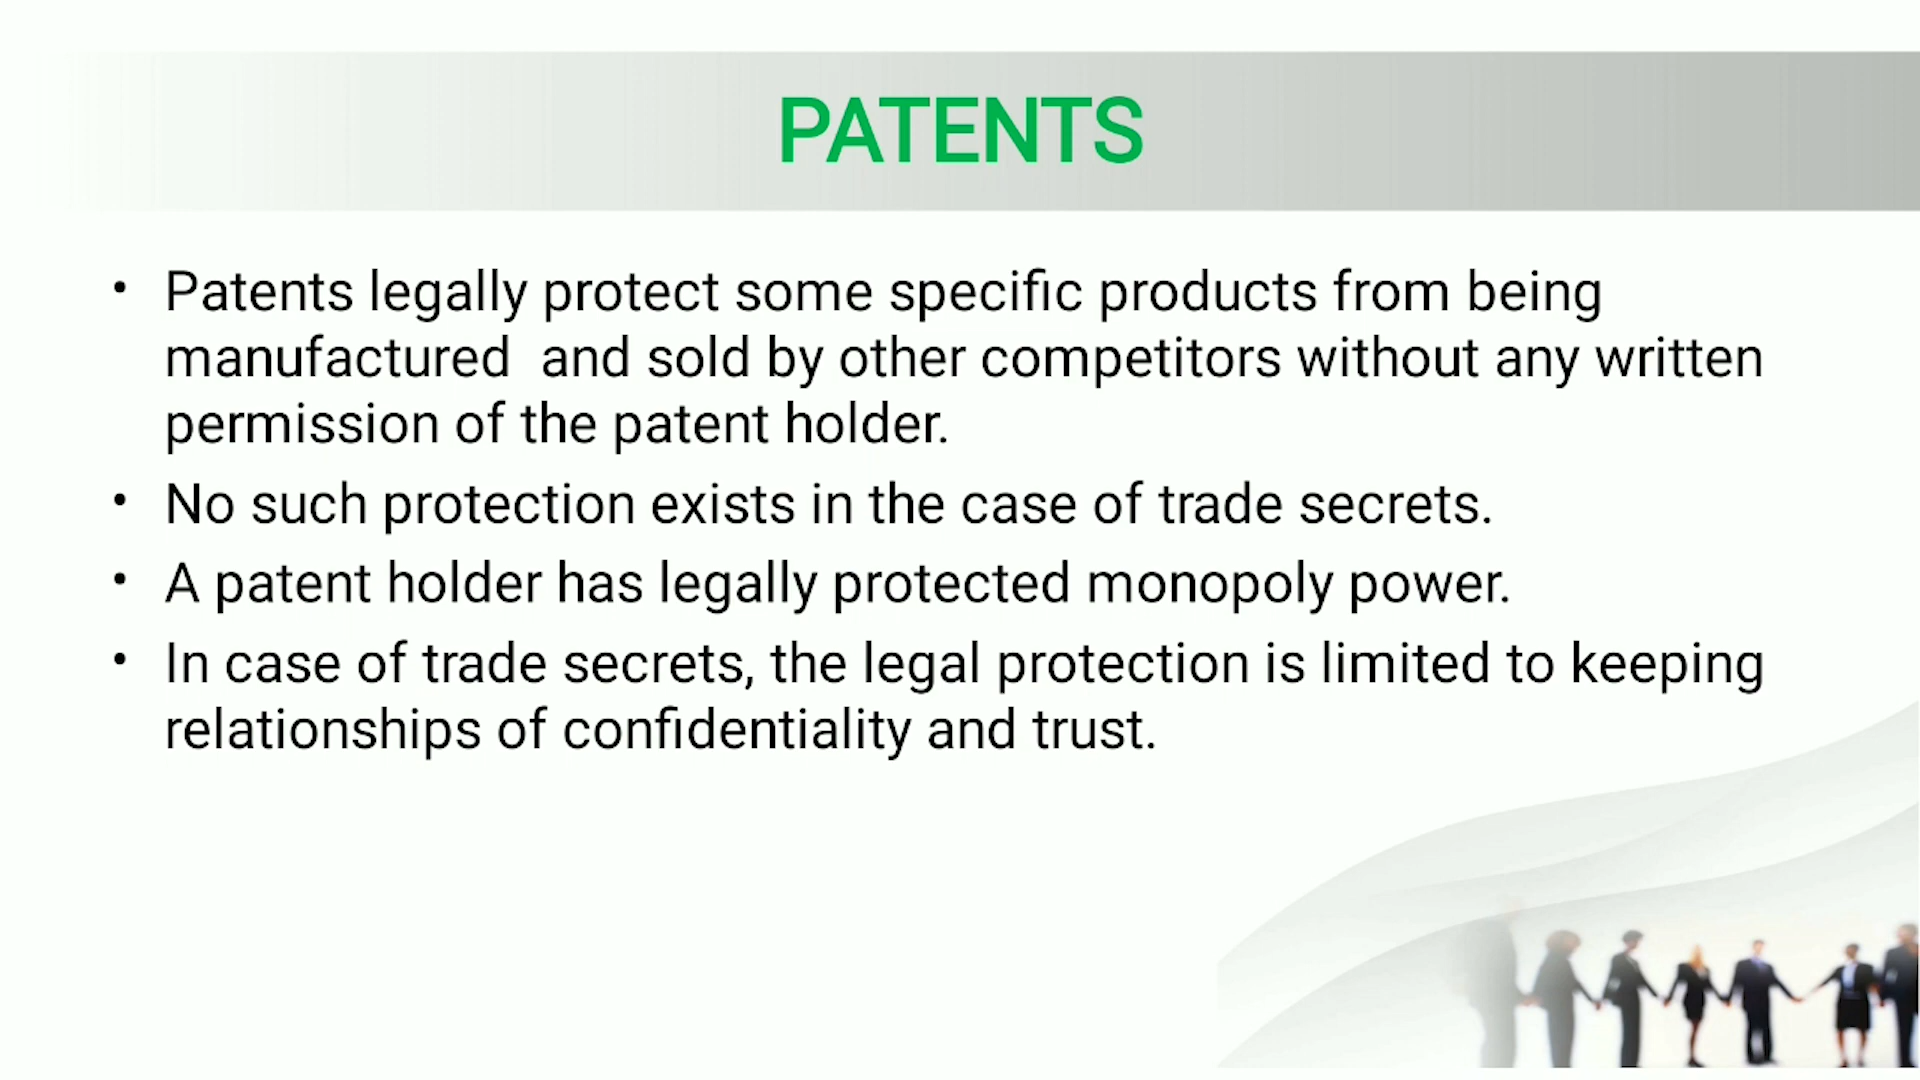 PATENTS
• Patents legally protect some specific products from being
manufactured  and sold by other competitors without any written
permission of the patent holder.
• No such protection exists in the case of trade secrets.
• A patent holder has legally protected monopoly power.
• In case of trade secrets, the legal protection is limited to keeping
relationships of confidentiality and trust.